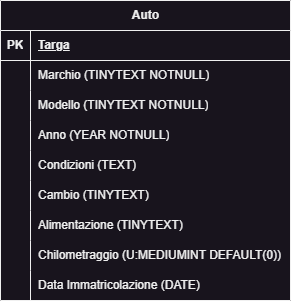 Auto
PK Targa
Marchio (TINYTEXT NOTNULL)
Modello (TINYTEXT NOTNULL)
Anno (YEAR NOTNULL)
Condizioni (TEXT)
Cambio (TINYTEXT)
Alimentazione (TINYTEXT)
Chilometraggio (U:MEDIUMINT DEFAULT(0))
Data Immatricolazione (DATE)